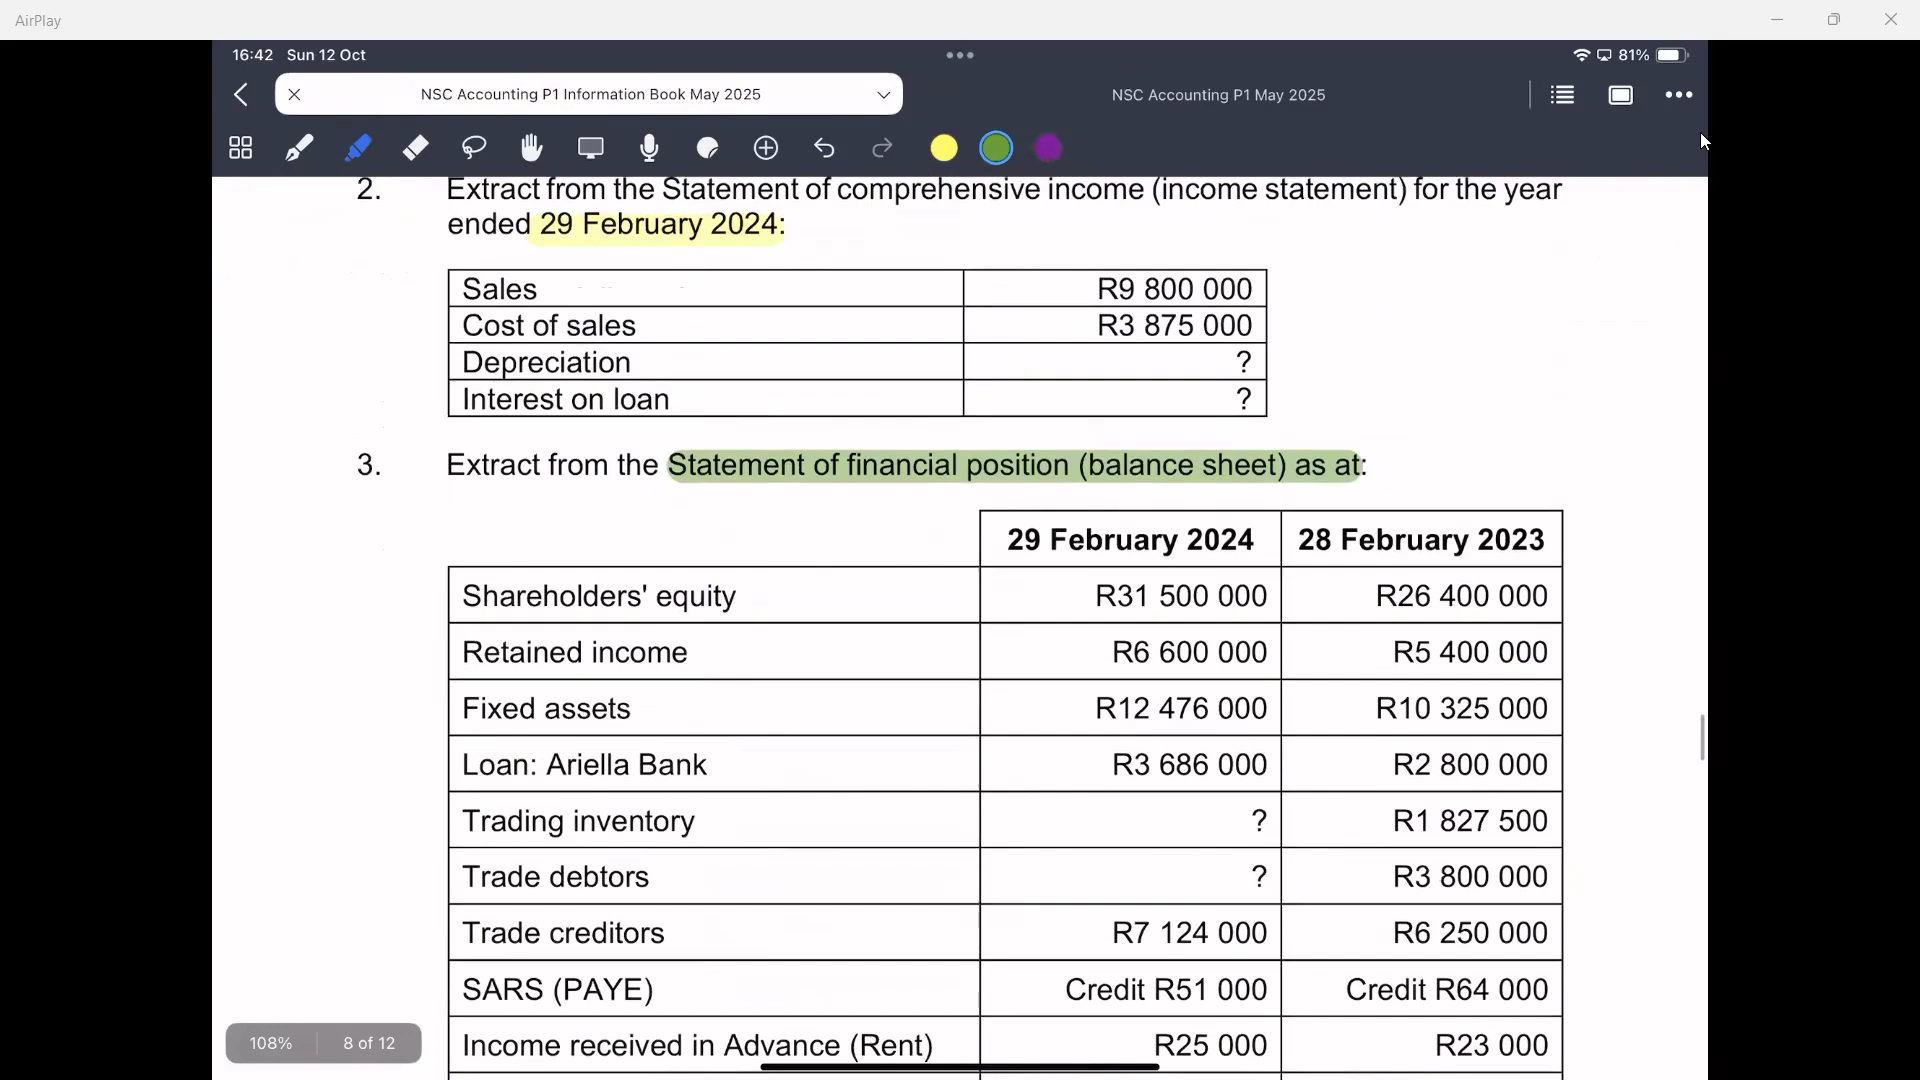 AirPlay
16:42 Sun 12 Oct
81%
NSC Accounting P1 Information Book May 2025
NSC Accounting P1 May 2025
2. Extract from the Statement of comprehensive income (income statement) for the year
ended 29 February 2024:
Sales R9 800 000
Cost of sales R3 875 000
Depreciation ?
Interest on loan ?
3. Extract from the Statement of financial position (balance sheet) as at:
29 February 2024 28 February 2023
Shareholders' equity R31 500 000 R26 400 000
Retained income R6 600 000 R5 400 000
Fixed assets R12 476 000 R10 325 000
Loan: Ariella Bank R3 686 000 R2 800 000
Trading inventory ? R1 827 500
Trade debtors ? R3 800 000
Trade creditors R7 124 000 R6 250 000
SARS (PAYE) Credit R51 000 Credit R64 000
Income received in Advance (Rent) R25 000 R23 000
108% 8 of 12